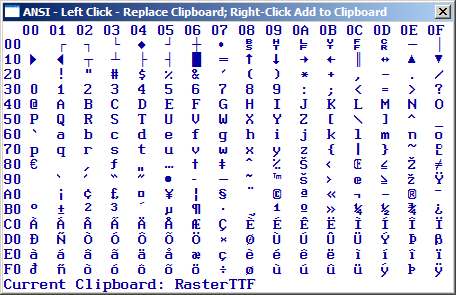 ANSI - Left Click - Replace Clipboard; Right-Click Add to Clipboard
00 01 02 03 04 05 06 07 08 09 0A 0B 0C 0D 0E 0F
00
10
20 ! " # $ % & ' ( ) * + , - . /
30 0 1 2 3 4 5 6 7 8 9 : ; < = > ?
40 @ A B C D E F G H I J K L M N O
50 P Q R S T U V W X Y Z [ \ ] ^ _
60 ` a b c d e f g h i j k l m n o
70 p q r s t u v w x y z { | } ~ £
80 € ‚ ƒ „ … † ‡ ˆ ‰ Š ‹ Œ ≤ Ž ≠
90 ‘ ’ “ ” • – — ˜ ™ š › œ ≥ ž Ÿ
A0 ¡ ¢ £ ¤ ¥ ¦ § ¨ © ª « ¬ - ® ¯
B0 ° ± ² ³ ´ µ ¶ · ¸ ¹ º » ¼ ½ ¾ ¿
C0 À Á Â Ã Ä Å Æ Ç È É Ê Ë Ì Í Î Ï
D0 Ð Ñ Ò Ó Ô Õ Ö × Ø Ù Ú Û Ü Ý Þ ß
E0 à á â ã ä å æ ç è é ê ë ì í î ï
F0 ð ñ ò ó ô õ ö ÷ ø ù ú û ü ý þ ÿ
Current Clipboard: RasterTTF